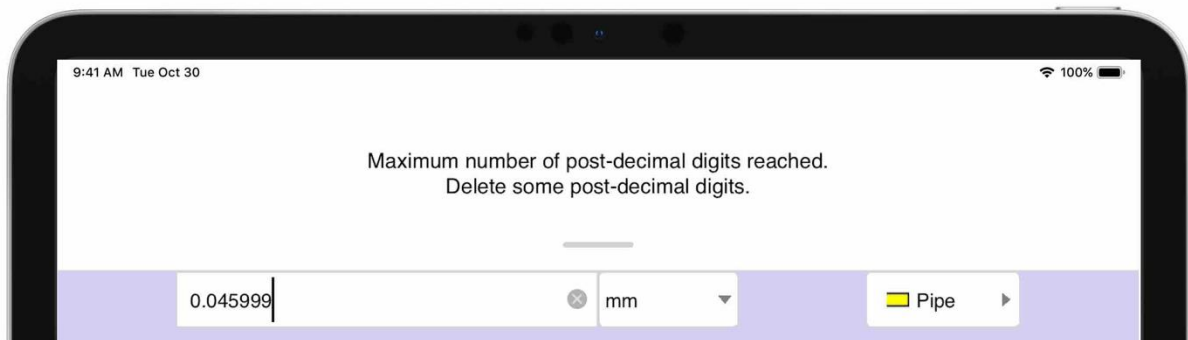 9:41 AM Tue Oct 30
100%
Maximum number of post-decimal digits reached.
Delete some post-decimal digits.
0.045999
mm
Pipe